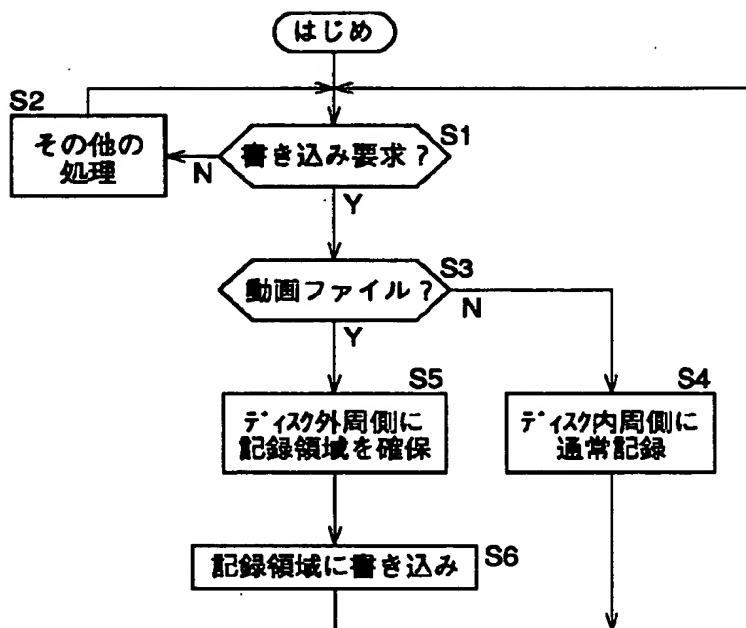 はじめ
S2
その他の
処理
N
書き込み要求?
S1
Y
動画ファイル?
S3
N
Y
S5
ディスク外周側に
記録領域を確保
S4
ディスク内周側に
通常記録
記録領域に書き込み
S6